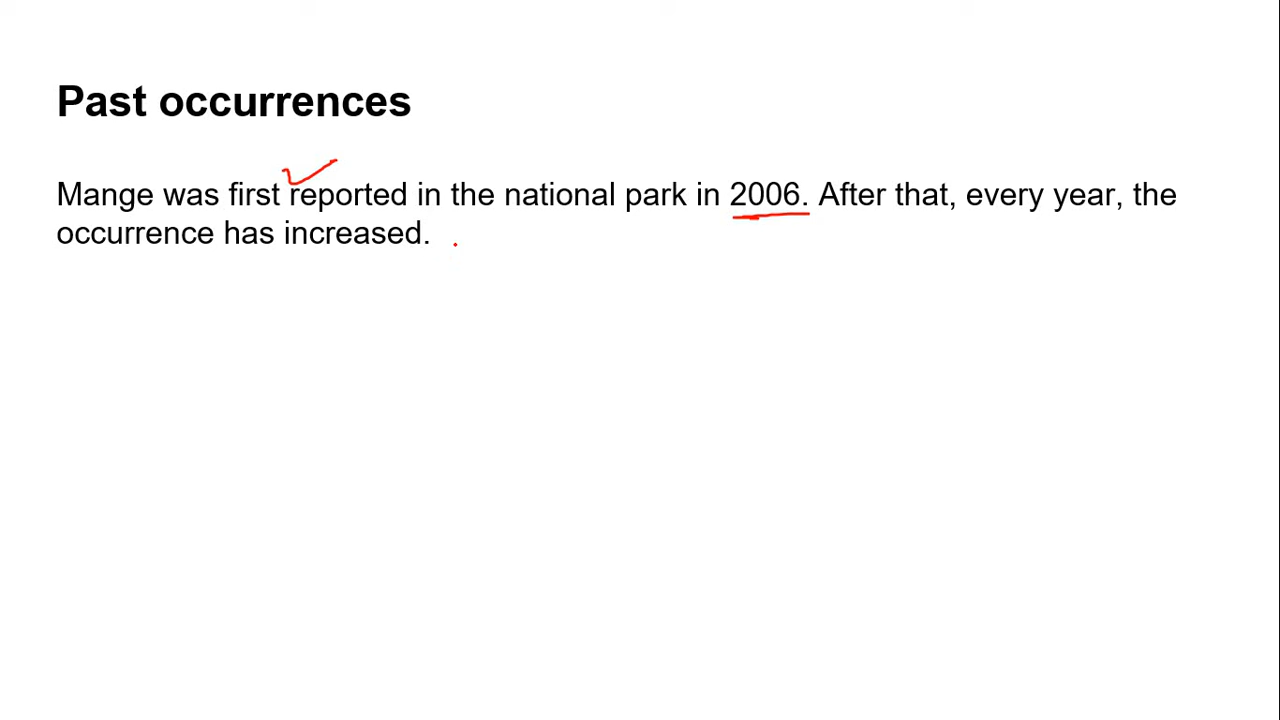 Past occurrences
Mange was first reported in the national park in 2006. After that, every year, the
occurrence has increased.